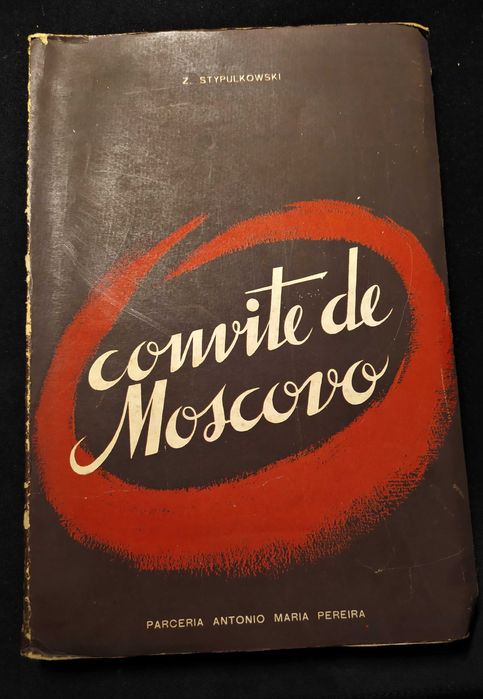 Z. STYPULKOWSKI
convite de
Moscovo
PARCERIA ANTONIO MARIA PEREIRA